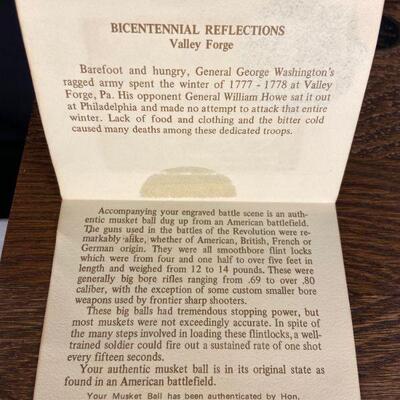 BICENTENNIAL REFLECTIONS
Valley Forge
Barefoot and hungry, General George Washington's
ragged army spent the winter of 1777 - 1778 at Valley
Forge, Pa. His opponent General William Howe sat it out
at Philadelphia and made no attempt to attack that entire
winter. Lack of food and clothing and the bitter cold
caused many deaths among these dedicated troops.
Accompanying your engraved battle scene is an auth-
entic musket ball dug up from an American battlefield.
The guns used in the battles of the Revolution were re-
markably alike, whether of American, British, French or
German origin. They were all smoothbore flint locks
which were from four and one half to over five feet in
length and weighed from 12 to 14 pounds. These were
generally big bore rifles ranging from .69 to over .80
caliber, with the exception of some custom smaller bore
weapons used by frontier sharp shooters.
These big balls had tremendous stopping power, but
most muskets were not exceedingly accurate. In spite of
the many steps involved in loading these flintlocks, a well-
trained soldier could fire out a sustained rate of one shot
every fifteen seconds.
Your authentic musket ball is in its original state as
found in an American battlefield.
Your Musket Ball has been authenticated by Hon.